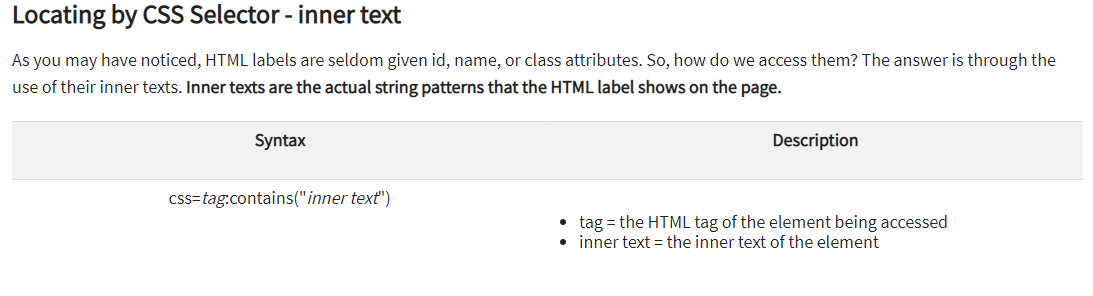 Locating by CSS Selector - inner text
As you may have noticed, HTML labels are seldom given id, name, or class attributes. So, how do we access them? The answer is through the
use of their inner texts. Inner texts are the actual string patterns that the HTML label shows on the page.
Syntax
Description
css=tag:contains("inner text")
• tag = the HTML tag of the element being accessed
• inner text = the inner text of the element